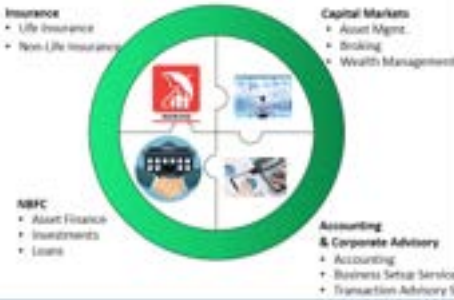 Insurance
• Life Insurance
• Non-Life Insurance
Capital Markets
• Asset Mgmt.
• Broking
• Wealth Management
NBFC
• Asset Finance
• Investments
• Loans
Accounting
& Corporate Advisory
• Accounting
• Business Setup Service
• Transaction Advisory S